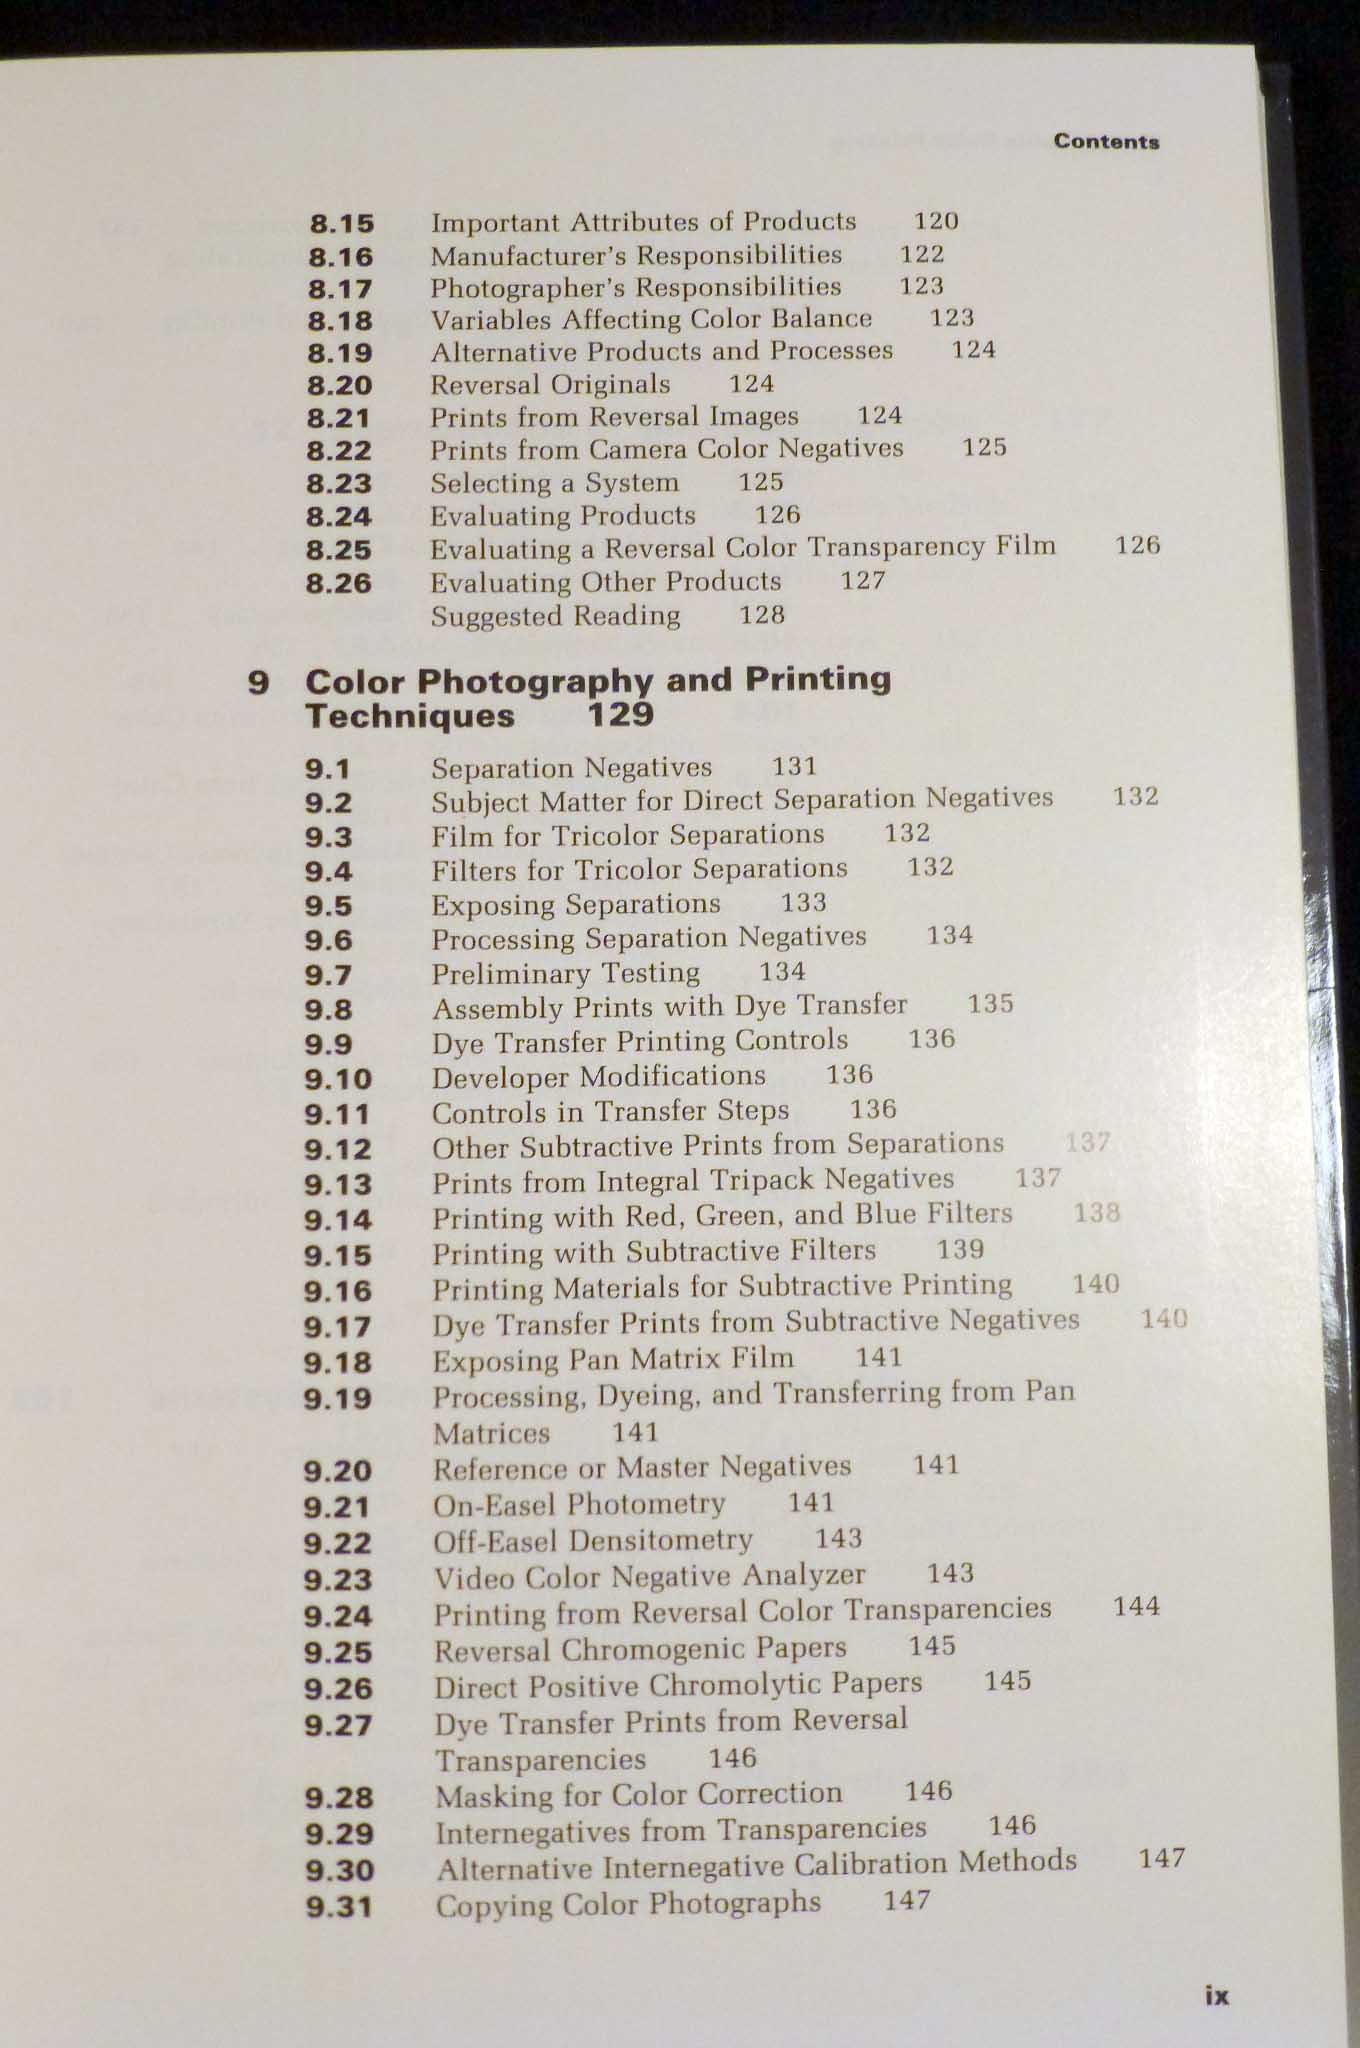 Contents
8.15 Important Attributes of Products 120
8.16 Manufacturer's Responsibilities 122
8.17 Photographer's Responsibilities 123
8.18 Variables Affecting Color Balance 123
8.19 Alternative Products and Processes 124
8.20 Reversal Originals 124
8.21 Prints from Reversal Images 124
8.22 Prints from Camera Color Negatives 125
8.23 Selecting a System 125
8.24 Evaluating Products 126
8.25 Evaluating a Reversal Color Transparency Film 126
8.26 Evaluating Other Products 127
Suggested Reading 128
9 Color Photography and Printing
Techniques 129
9.1 Separation Negatives 131
9.2 Subject Matter for Direct Separation Negatives 132
9.3 Film for Tricolor Separations 132
9.4 Filters for Tricolor Separations 132
9.5 Exposing Separations 133
9.6 Processing Separation Negatives 134
9.7 Preliminary Testing 134
9.8 Assembly Prints with Dye Transfer 135
9.9 Dye Transfer Printing Controls 136
9.10 Developer Modifications 136
9.11 Controls in Transfer Steps 136
9.12 Other Subtractive Prints from Separations 137
9.13 Prints from Integral Tripack Negatives 137
9.14 Printing with Red, Green, and Blue Filters 138
9.15 Printing with Subtractive Filters 139
9.16 Printing Materials for Subtractive Printing 140
9.17 Dye Transfer Prints from Subtractive Negatives 140
9.18 Exposing Pan Matrix Film 141
9.19 Processing, Dyeing, and Transferring from Pan
Matrices 141
9.20 Reference or Master Negatives 141
9.21 On-Easel Photometry 141
9.22 Off-Easel Densitometry 143
9.23 Video Color Negative Analyzer 143
9.24 Printing from Reversal Color Transparencies 144
9.25 Reversal Chromogenic Papers 145
9.26 Direct Positive Chromolytic Papers 145
9.27 Dye Transfer Prints from Reversal
Transparencies 146
9.28 Masking for Color Correction 146
9.29 Internegatives from Transparencies 146
9.30 Alternative Internegative Calibration Methods 147
9.31 Copying Color Photographs 147
ix